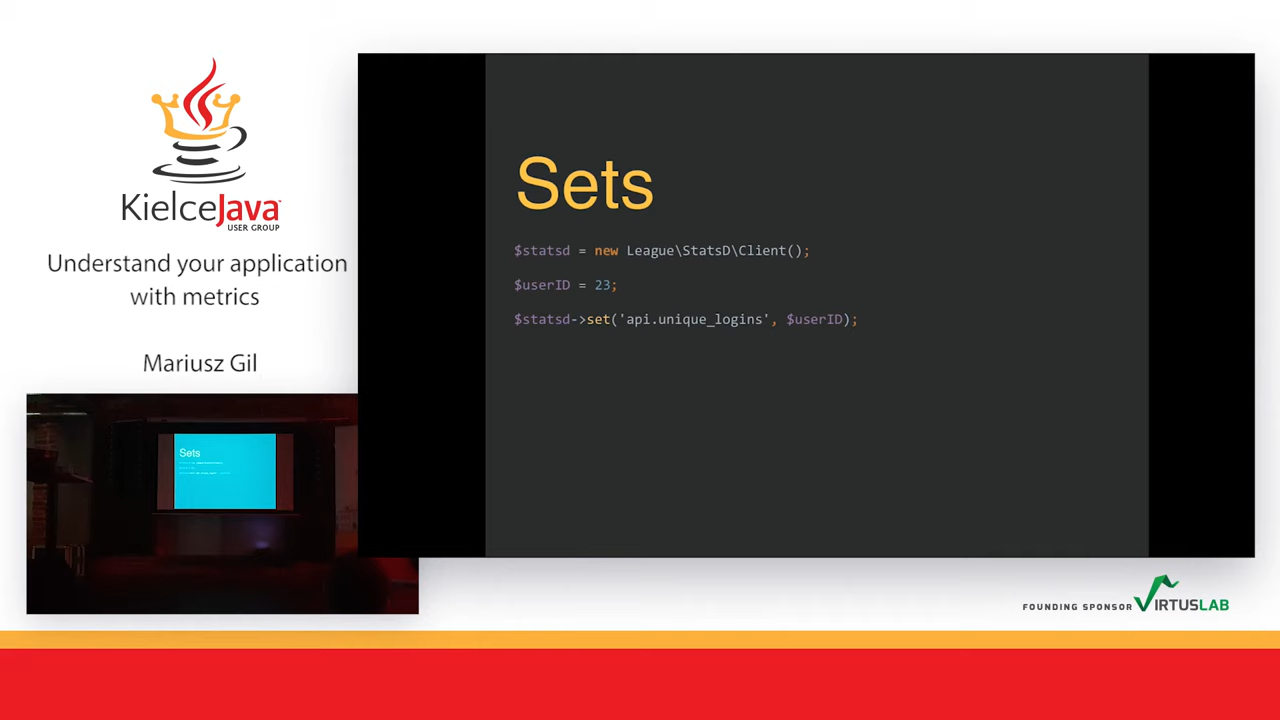 KielceJava
USER GROUP
Understand your application
with metrics
Mariusz Gil
Sets
$statsd = new League\StatsD\Client();
$userID = 23;
$statsd->set('api.unique_logins', $userID);
Sets
FOUNDING SPONSOR VIRTUSLAB